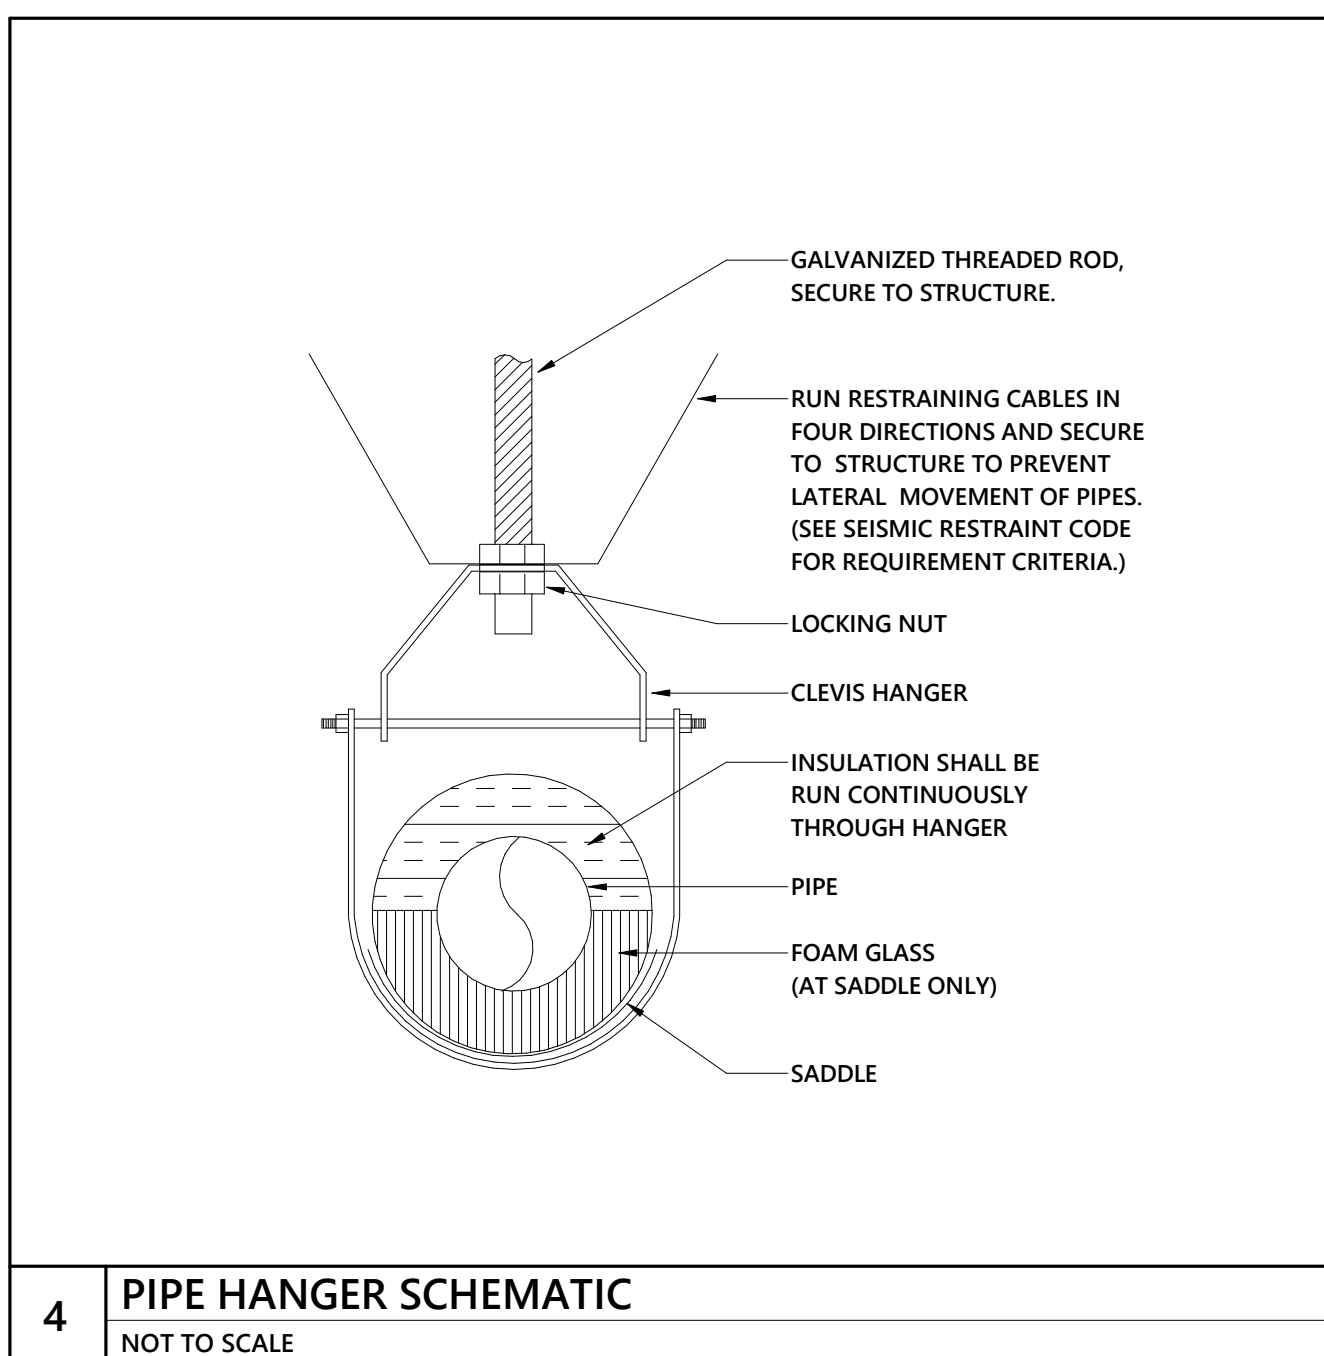 GALVANIZED THREADED ROD,
SECURE TO STRUCTURE.
RUN RESTRAINING CABLES IN
FOUR DIRECTIONS AND SECURE
TO  STRUCTURE TO PREVENT
LATERAL  MOVEMENT OF PIPES.
(SEE SEISMIC RESTRAINT CODE
FOR REQUIREMENT CRITERIA.)
LOCKING NUT
CLEVIS HANGER
INSULATION SHALL BE
RUN CONTINUOUSLY
THROUGH HANGER
PIPE
FOAM GLASS
(AT SADDLE ONLY)
SADDLE
4
PIPE HANGER SCHEMATIC
NOT TO SCALE